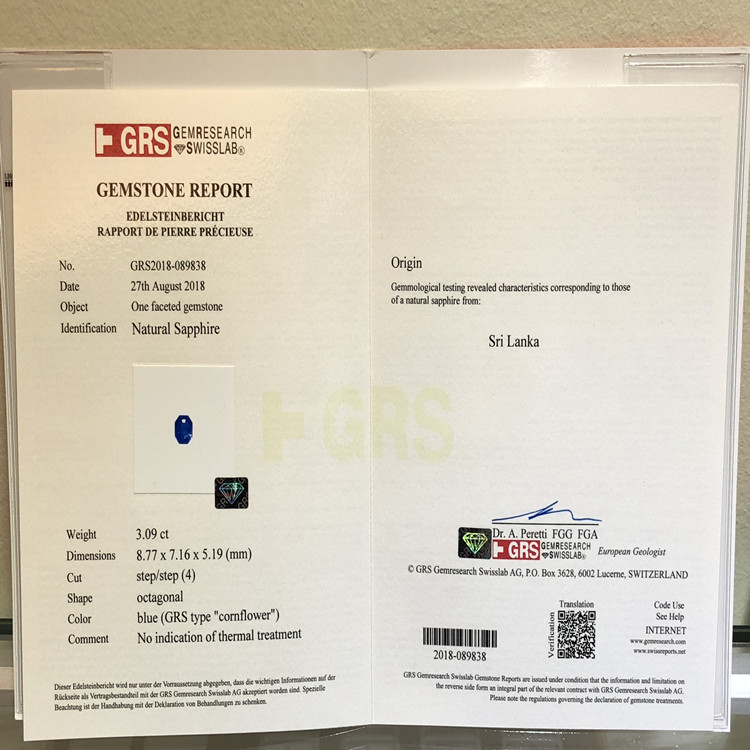 GRS GEMRESEARCH
SWISSLAB®
GEMSTONE REPORT
EDELSTEINBERICHT
RAPPORT DE PIERRE PRÉCIEUSE
No. GRS2018-089838
Date 27th August 2018
Object One faceted gemstone
Identification Natural Sapphire
Weight 3.09 ct
Dimensions 8.77 x 7.16 x 5.19 (mm)
Cut step/step (4)
Shape octagonal
Color blue (GRS type "cornflower")
Comment No indication of thermal treatment
Dieser Edelsteinbericht wird nur unter der Vorraussetzung abgegeben, dass die wichtigen Informationen auf der
Rückseite als Vertragsbestandteil mit der GRS Gemresearch Swisslab AG akzeptiert worden sind. Spezielle
Beachtung ist der Handhabung mit der Deklaration von Behandlungen zu schenken.
GRS
Origin
Gemmological testing revealed characteristics corresponding to those
of a natural sapphire from:
Sri Lanka
Dr. A. Peretti FGG FGA
GRS GEMRESEARCH
SWISSLAB®
European Geologist
© GRS Gemresearch Swisslab AG, P.O. Box 3628, 6002 Lucerne, SWITZERLAND
2018-089838
Translation
Verification
Code Use
See Help
INTERNET
www.gemresearch.com
www.swissreports.net
GRS Gemresearch Swisslab Gemstone Reports are issued under condition that the information and limitation on
the reverse side form an integral part of the relevant contract with GRS Gemresearch Swisslab AG.
Please note the regulations governing the declaration of gemstone treatments.